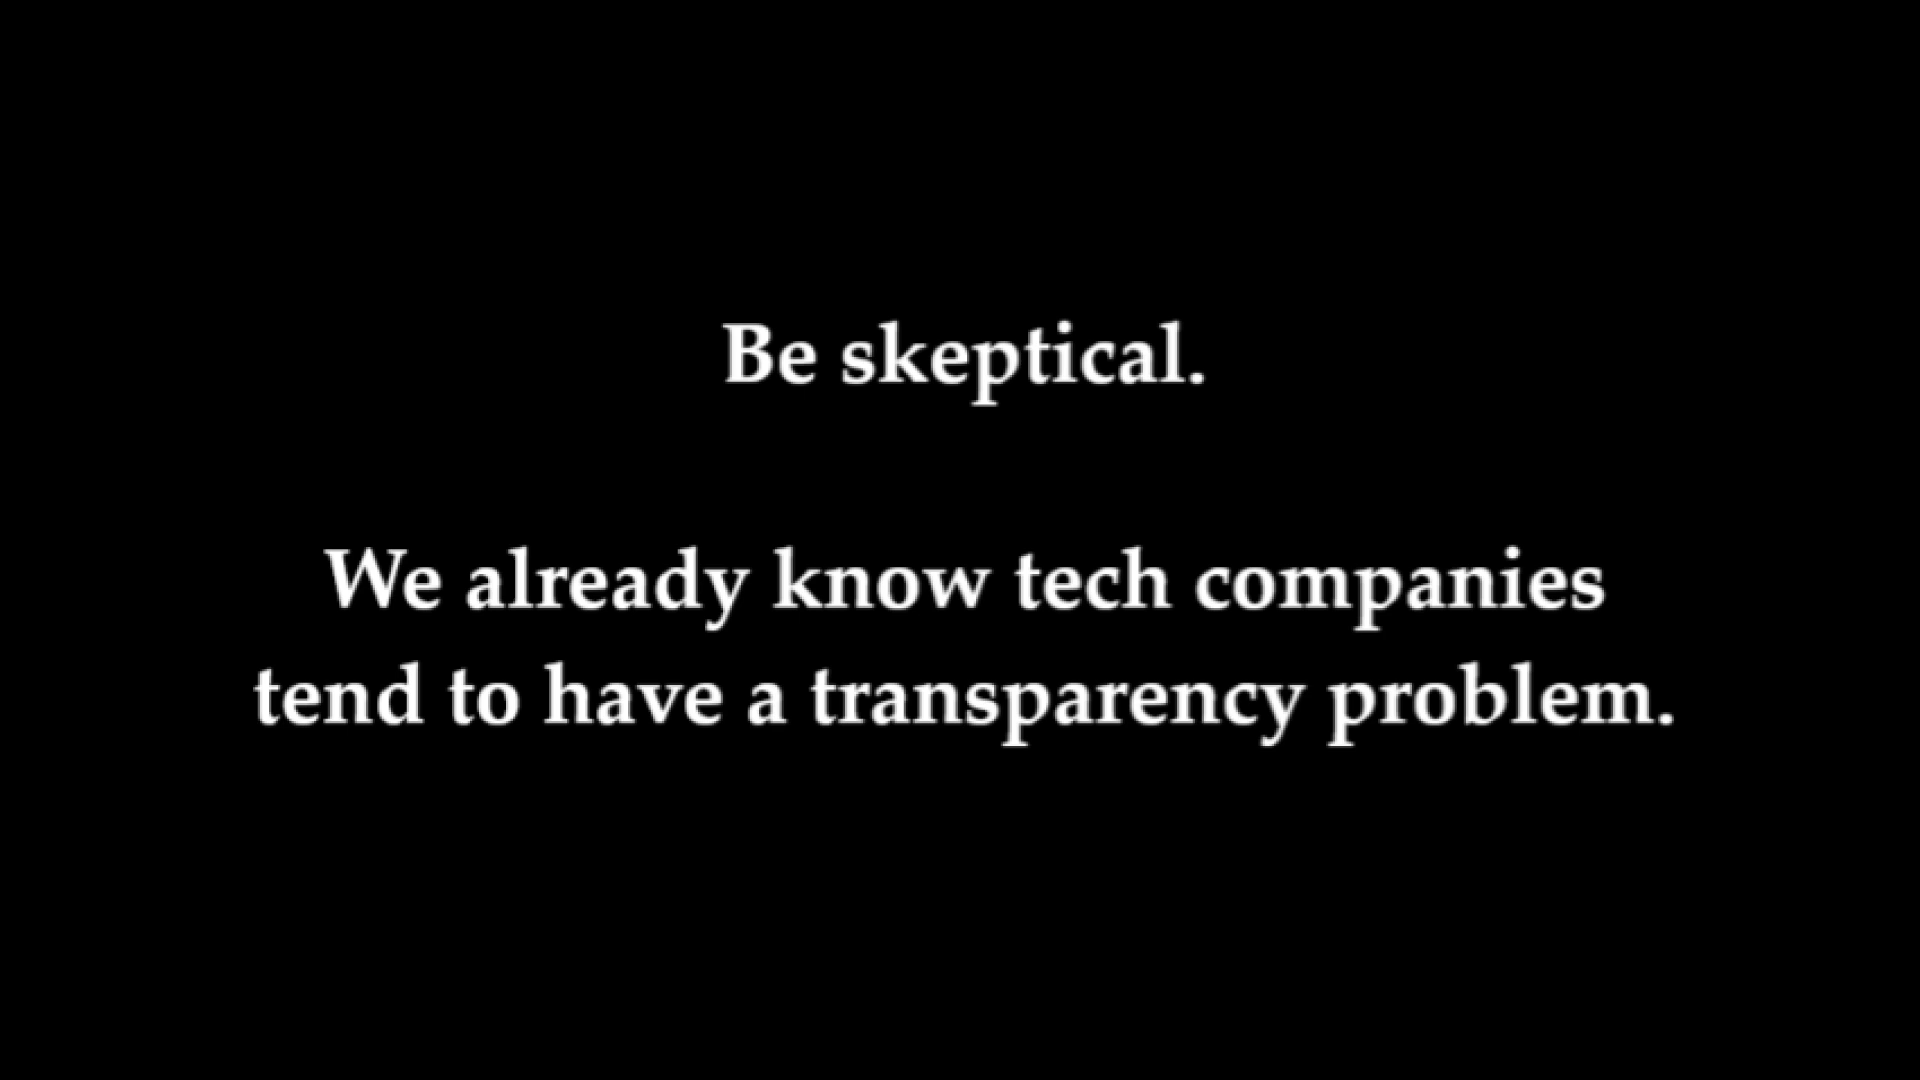 Be skeptical.
We already know tech companies
tend to have a transparency problem.